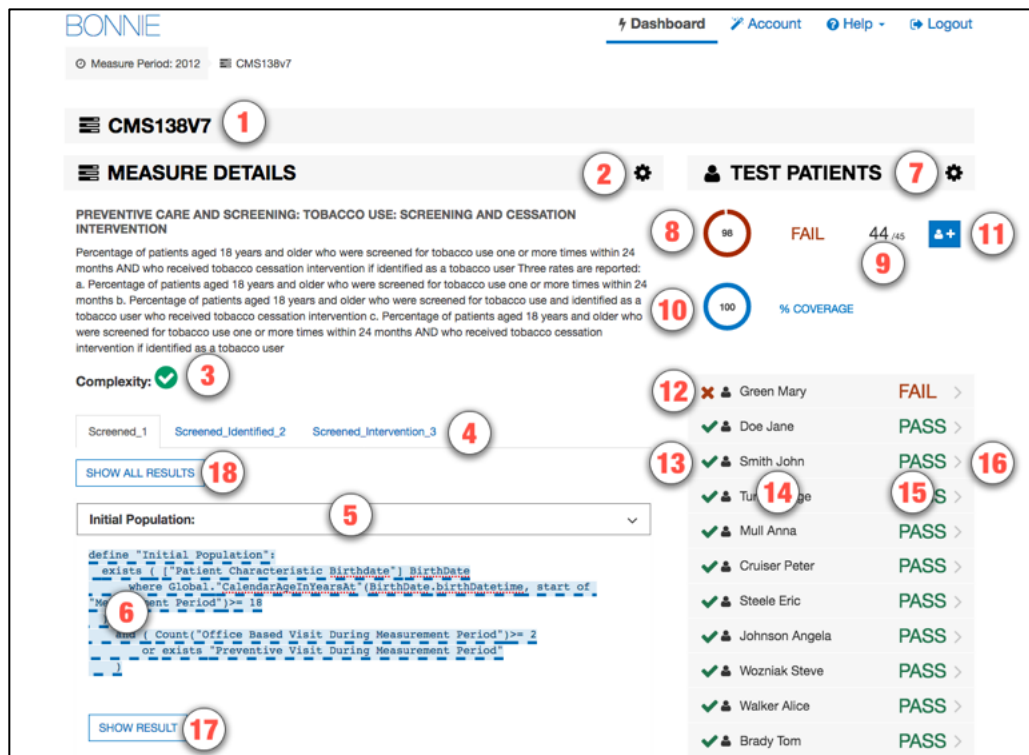 BONNIE
Dashboard Account Help Logout
Measure Period: 2012 CMS138v7
CMS138V7 1
MEASURE DETAILS 2
TEST PATIENTS 7
PREVENTIVE CARE AND SCREENING: TOBACCO USE: SCREENING AND CESSATION
INTERVENTION
Percentage of patients aged 18 years and older who were screened for tobacco use one or more times within 24
months AND who received tobacco cessation intervention if identified as a tobacco user Three rates are reported:
a. Percentage of patients aged 18 years and older who were screened for tobacco use one or more times within 24
months b. Percentage of patients aged 18 years and older who were screened for tobacco use and identified as a
tobacco user who received tobacco cessation intervention c. Percentage of patients aged 18 years and older who
were screened for tobacco use one or more times within 24 months AND who received tobacco cessation
intervention if identified as a tobacco user
Complexity: 3
Screened_1 Screened_Identified_2 Screened_Intervention_3 4
SHOW ALL RESULTS 18
Initial Population: 5
define "Initial Population":
exists ( ["Patient Characteristic Birthdate"] BirthDate
where Global."CalendarAgeInYearsAt"(BirthDate.birthDatetime, start of
Period")>= 18
6
and ( Count("Office Based Visit During Measurement Period")>= 2
or exists "Preventive Visit During Measurement Period"
)
SHOW RESULT 17
8 98 FAIL 44 /45 11
9
10 100 % COVERAGE
12 Green Mary FAIL
Doe Jane PASS
13 Smith John PASS 16
14 15
Mull Anna PASS
Cruiser Peter PASS
Steele Eric PASS
Johnson Angela PASS
Wozniak Steve PASS
Walker Alice PASS
Brady Tom PASS